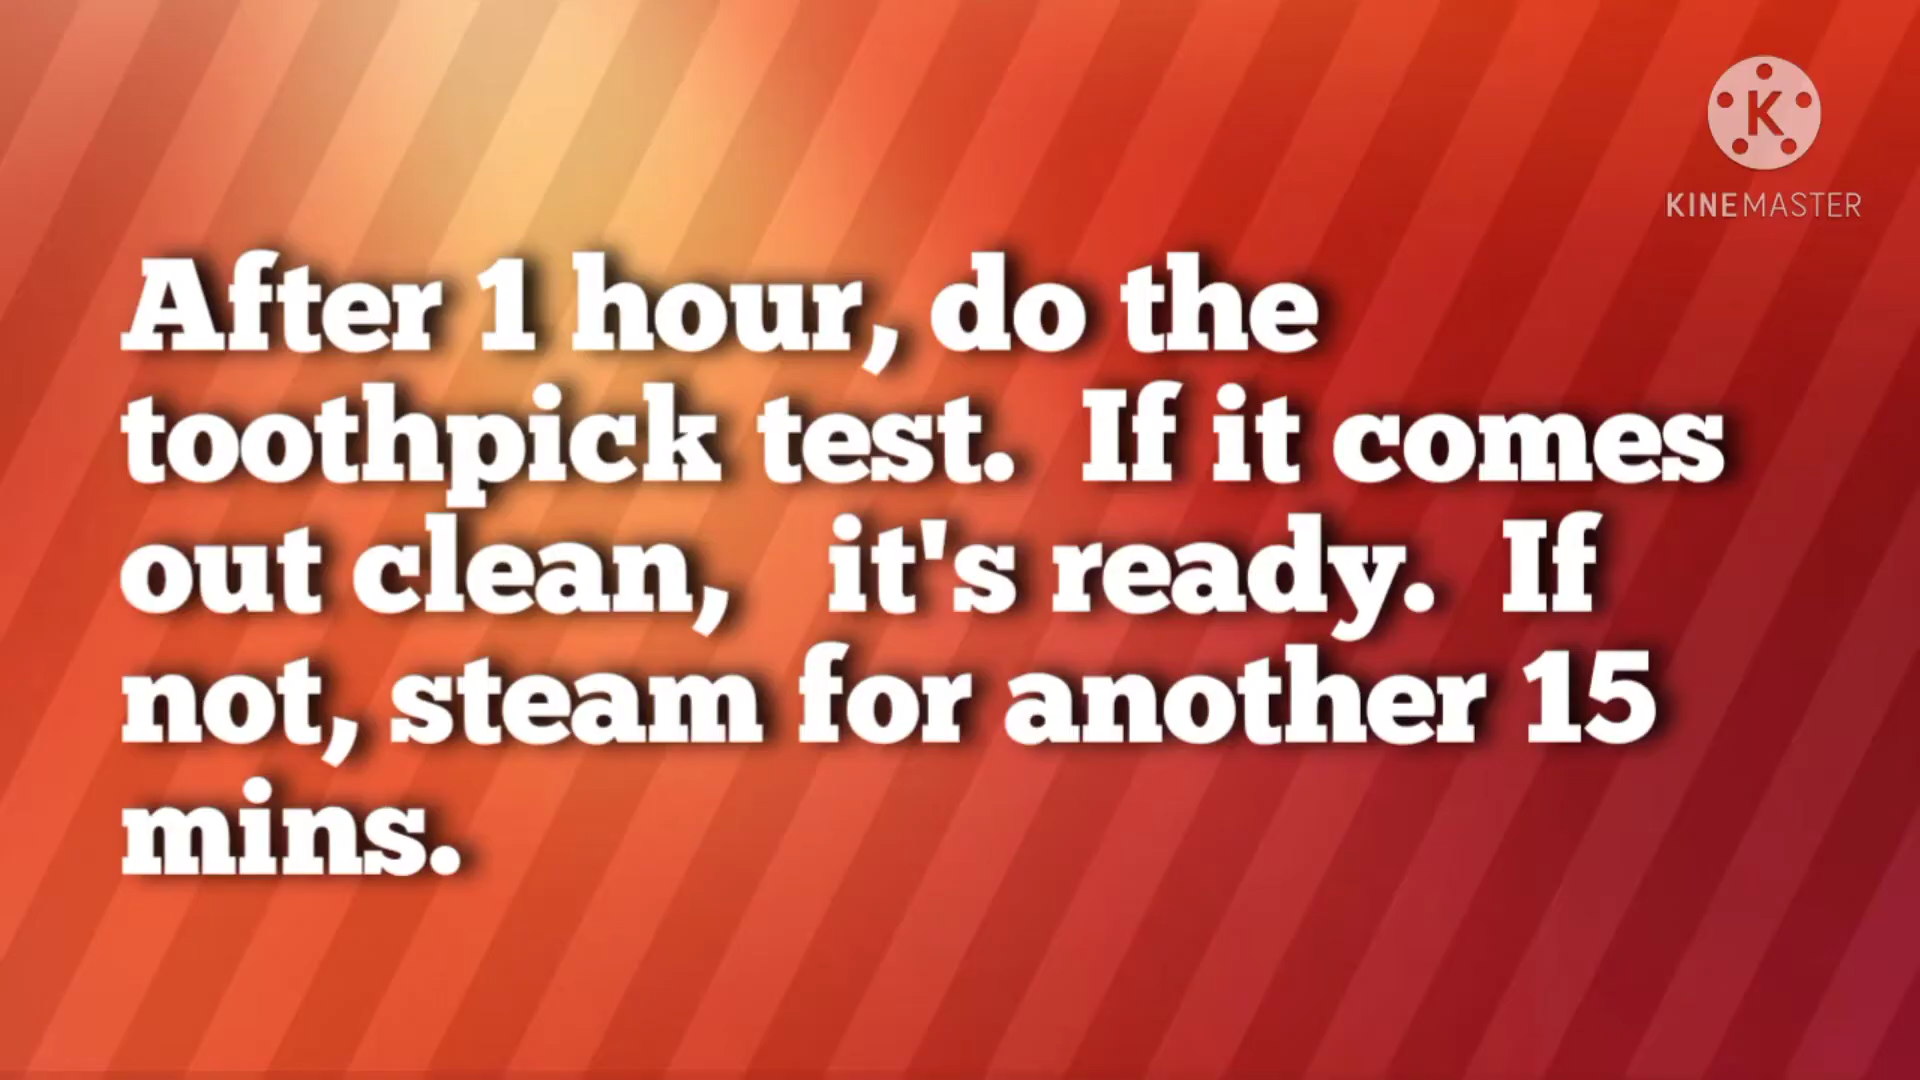 K
KINEMASTER
After 1 hour, do the
toothpick test.  If it comes
out clean,   it's ready.  If
not, steam for another 15
mins.